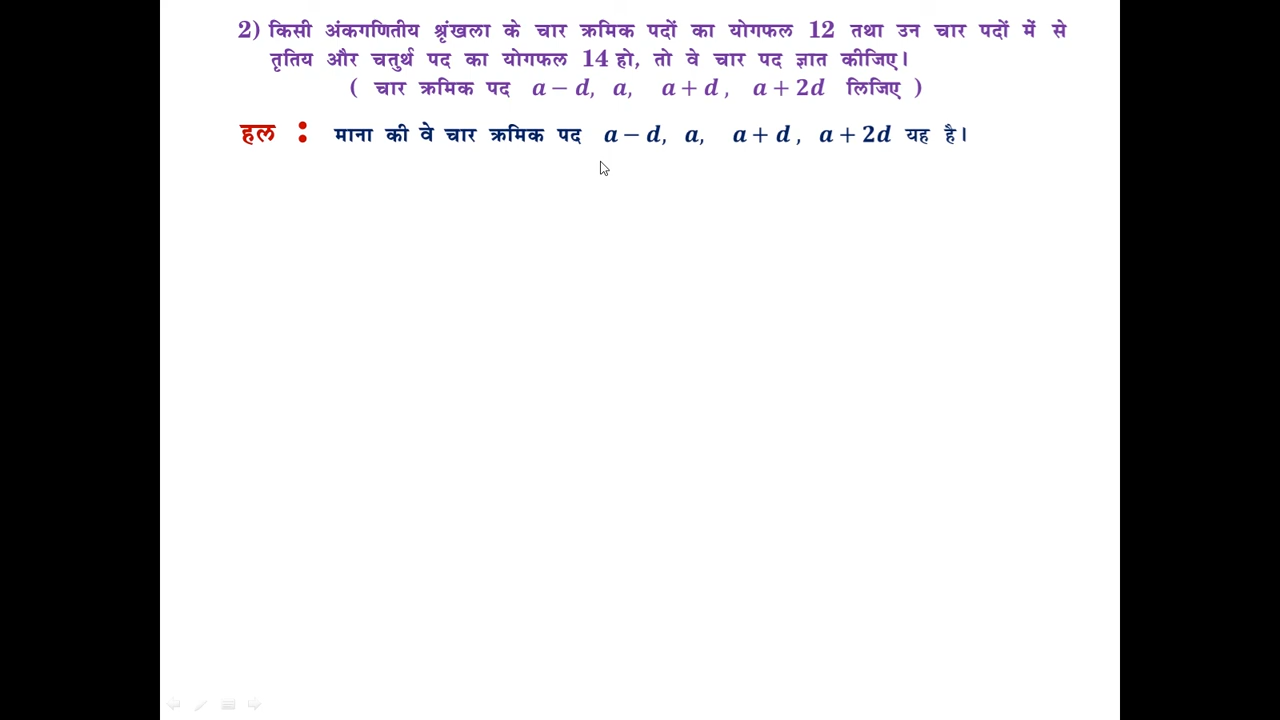 2) किसी अंकगणितीय श्रृंखला के चार क्रमिक पदों का योगफल 12 तथा उन चार पदों में से
तृतिय और चतुर्थ पद का योगफल 14 हो, तो वे चार पद ज्ञात कीजिए।
( चार क्रमिक पद a − d, a, a + d, a + 2d लिजिए )
हल : माना की वे चार क्रमिक पद a − d, a, a + d, a + 2d यह है।